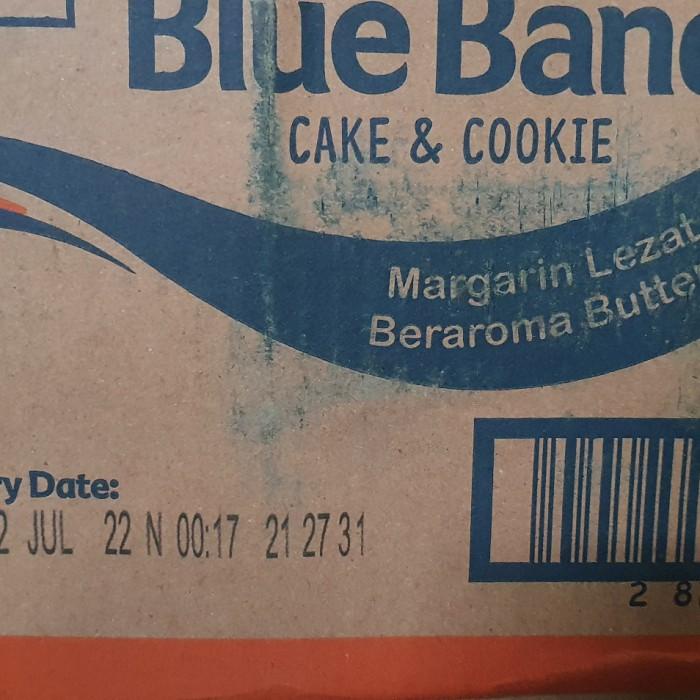 Blue Band
CAKE & COOKIE
Margarin Lezat
Beraroma Butter
ry Date:
2 JUL 22 N 00:17 21 27 31
2 8